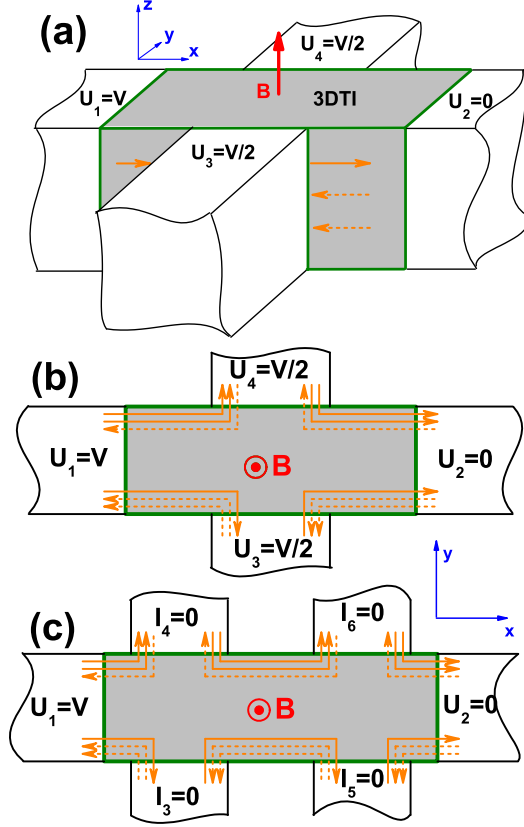 (a)
z
y
x
U₄=V/2
U₁=V
B
3DTI
U₂=0
U₃=V/2
(b)
U₄=V/2
U₁=V
B
U₂=0
U₃=V/2
y
x
(c)
I₄=0
I₆=0
U₁=V
B
U₂=0
I₃=0
I₅=0